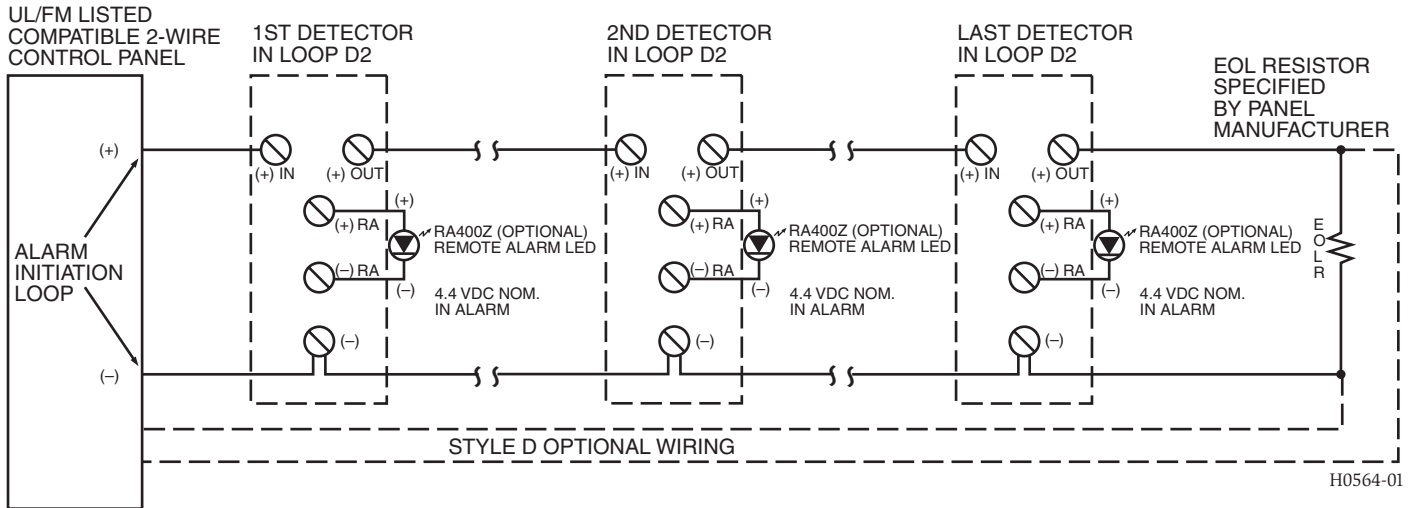 UL/FM LISTED
COMPATIBLE 2-WIRE
CONTROL PANEL
1ST DETECTOR
IN LOOP D2
2ND DETECTOR
IN LOOP D2
LAST DETECTOR
IN LOOP D2
EOL RESISTOR
SPECIFIED
BY PANEL
MANUFACTURER
(+)
ALARM
INITIATION
LOOP
(–)
(+) IN
(+) OUT
(+) RA
(+)
RA400Z (OPTIONAL)
REMOTE ALARM LED
(–) RA
(–)
4.4 VDC NOM.
IN ALARM
(–)
(+) IN
(+) OUT
(+) RA
(+)
RA400Z (OPTIONAL)
REMOTE ALARM LED
(–) RA
(–)
4.4 VDC NOM.
IN ALARM
(–)
(+) IN
(+) OUT
(+) RA
(+)
RA400Z (OPTIONAL)
REMOTE ALARM LED
(–) RA
(–)
4.4 VDC NOM.
IN ALARM
(–)
E
O
L
R
STYLE D OPTIONAL WIRING
H0564-01